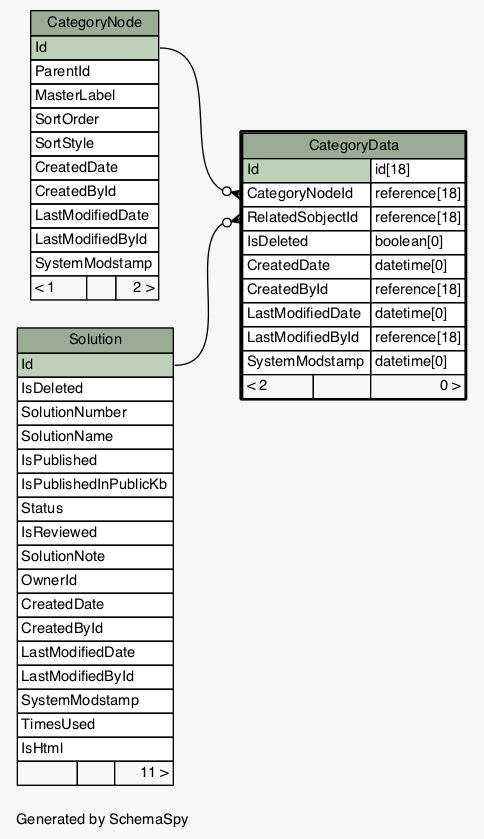 CategoryNode
Id
ParentId
MasterLabel
SortOrder
SortStyle
CreatedDate
CreatedById
LastModifiedDate
LastModifiedById
SystemModstamp
< 1 2 >
CategoryData
Id id[18]
CategoryNodeId reference[18]
RelatedSobjectId reference[18]
IsDeleted boolean[0]
CreatedDate datetime[0]
CreatedById reference[18]
LastModifiedDate datetime[0]
LastModifiedById reference[18]
SystemModstamp datetime[0]
< 2 0 >
Solution
Id
IsDeleted
SolutionNumber
SolutionName
IsPublished
IsPublishedInPublicKb
Status
IsReviewed
SolutionNote
OwnerId
CreatedDate
CreatedById
LastModifiedDate
LastModifiedById
SystemModstamp
TimesUsed
IsHtml
11 >
Generated by SchemaSpy